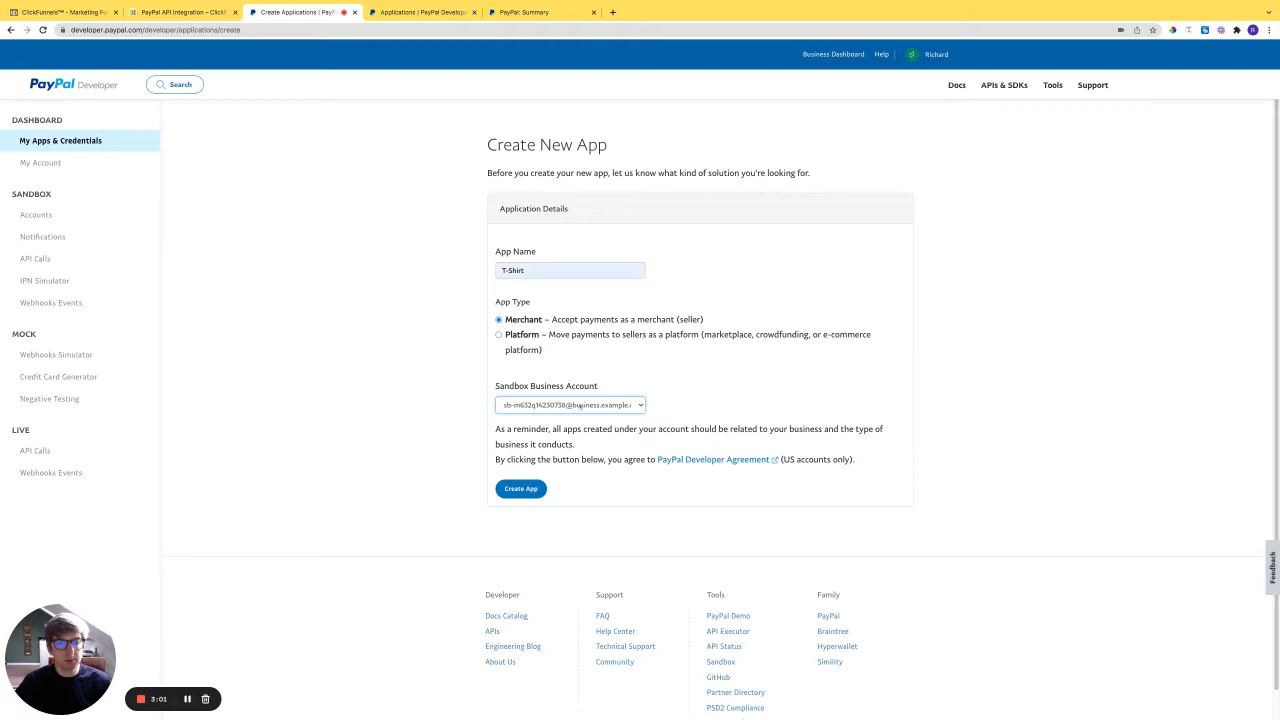 ClickFunnels™ - Marketing Fu
PayPal API Integration – ClickF
Create Applications | PayP
Applications | PayPal Develope
PayPal: Summary
developer.paypal.com/developer/applications/create
R
Business Dashboard
Help
Richard
PayPal Developer
Search
Docs
APIs & SDKs
Tools
Support
DASHBOARD
My Apps & Credentials
My Account
SANDBOX
Accounts
Notifications
API Calls
IPN Simulator
Webhooks Events
MOCK
Webhooks Simulator
Credit Card Generator
Negative Testing
LIVE
API Calls
Webhooks Events
Create New App
Before you create your new app, let us know what kind of solution you're looking for.
Application Details
App Name
T-Shirt
App Type
Merchant – Accept payments as a merchant (seller)
Platform – Move payments to sellers as a platform (marketplace, crowdfunding, or e-commerce
platform)
Sandbox Business Account
sb-m632q14230738@business.example.c
As a reminder, all apps created under your account should be related to your business and the type of
business it conducts.
By clicking the button below, you agree to PayPal Developer Agreement (US accounts only).
Create App
Feedback
Developer
Docs Catalog
APIs
Engineering Blog
About Us
Support
FAQ
Help Center
Technical Support
Community
Tools
PayPal Demo
API Executor
API Status
Sandbox
GitHub
Partner Directory
PSD2 Compliance
Family
PayPal
Braintree
Hyperwallet
Simility
3:01